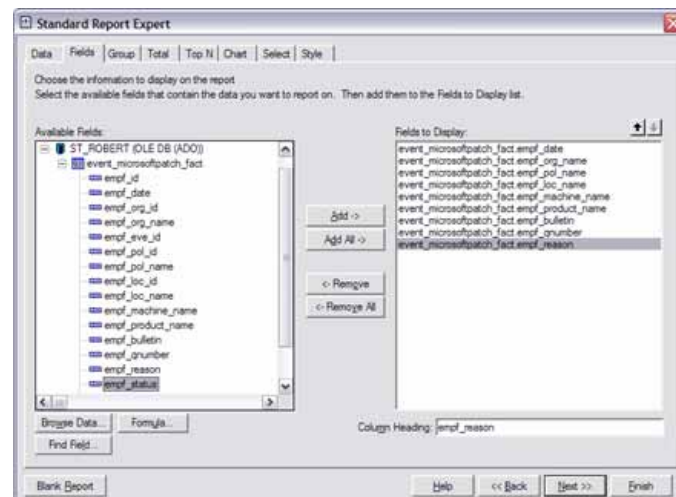 Standard Report Expert
Data Fields Group Total Top N Chart Select Style
Choose the information to display on the report
Select the available fields that contain the data you want to report on. Then add them to the Fields to Display list.
Available Fields:
ST_ROBERT (OLE DB (ADO))
event_microsoftpatch_fact
empf_id
empf_date
empf_org_id
empf_org_name
empf_eve_id
empf_pol_id
empf_pol_name
empf_loc_id
empf_loc_name
empf_machine_name
empf_product_name
empf_bulletin
empf_qnumber
empf_reason
empf_status
Browse Data...
Formula...
Find Field...
Add ->
Add All ->
<- Remove
<- Remove All
Fields to Display:
event_microsoftpatch_fact.empf_date
event_microsoftpatch_fact.empf_org_name
event_microsoftpatch_fact.empf_pol_name
event_microsoftpatch_fact.empf_loc_name
event_microsoftpatch_fact.empf_machine_name
event_microsoftpatch_fact.empf_product_name
event_microsoftpatch_fact.empf_bulletin
event_microsoftpatch_fact.empf_qnumber
event_microsoftpatch_fact.empf_reason
Column Heading: empf_reason
Blank Report Help << Back Next >> Finish